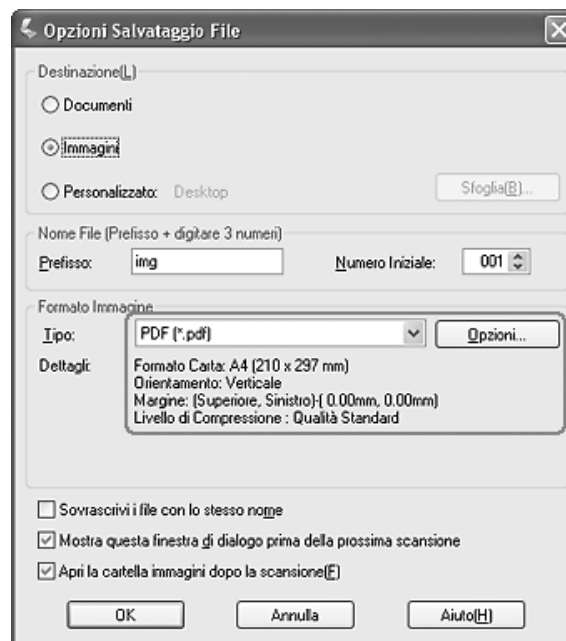 Opzioni Salvataggio File
Destinazione(L)
Documenti
Immagini
Personalizzato: Desktop Sfoglia(B)...
Nome File (Prefisso + digitare 3 numeri)
Prefisso: img Numero Iniziale: 001
Formato Immagine
Tipo: PDF (*.pdf) Opzioni...
Dettagli: Formato Carta: A4 (210 x 297 mm)
Orientamento: Verticale
Margine: (Superiore, Sinistro)-( 0.00mm, 0.00mm)
Livello di Compressione : Qualità Standard
Sovrascrivi i file con lo stesso nome
Mostra questa finestra di dialogo prima della prossima scansione
Apri la cartella immagini dopo la scansione(F)
OK Annulla Aiuto(H)